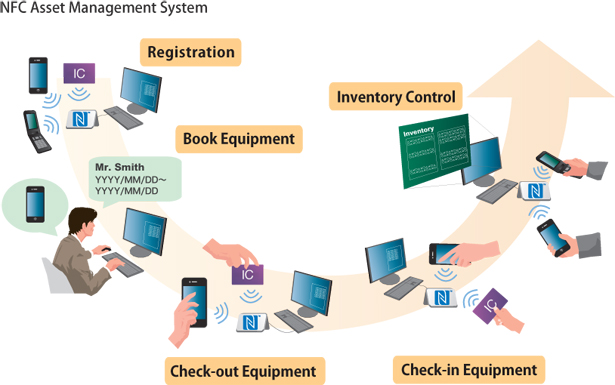 NFC Asset Management System
Registration
IC
N
Book Equipment
Mr. Smith
YYYY/MM/DD~
YYYY/MM/DD
IC
N
Check-out Equipment
N
IC
Check-in Equipment
Inventory Control
Inventory
N